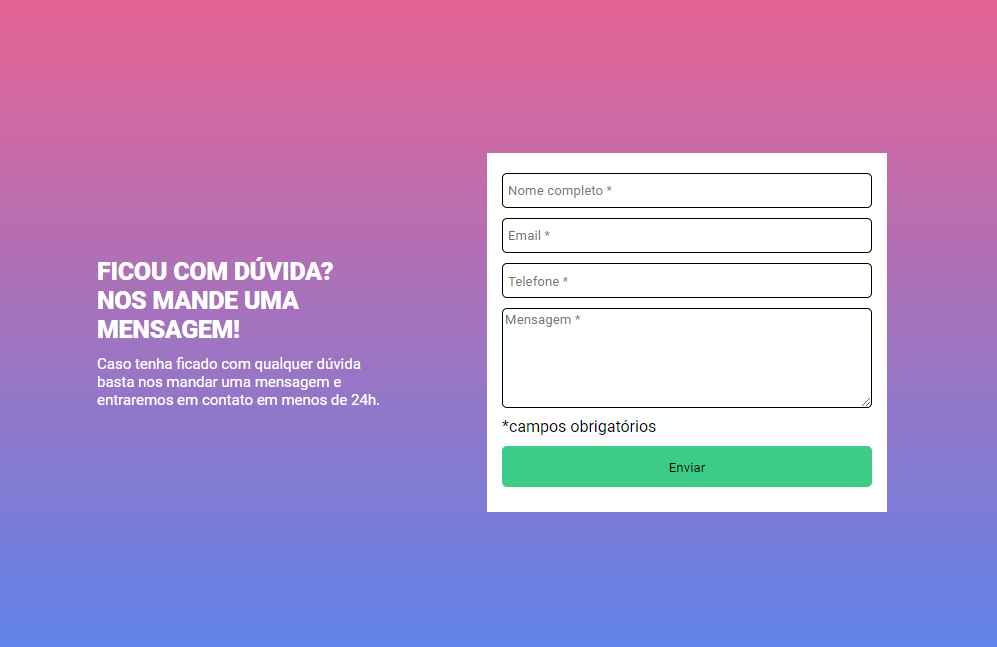 FICOU COM DÚVIDA?
NOS MANDE UMA
MENSAGEM!
Caso tenha ficado com qualquer dúvida
basta nos mandar uma mensagem e
entraremos em contato em menos de 24h.
Nome completo *
Email *
Telefone *
Mensagem *
*campos obrigatórios
Enviar